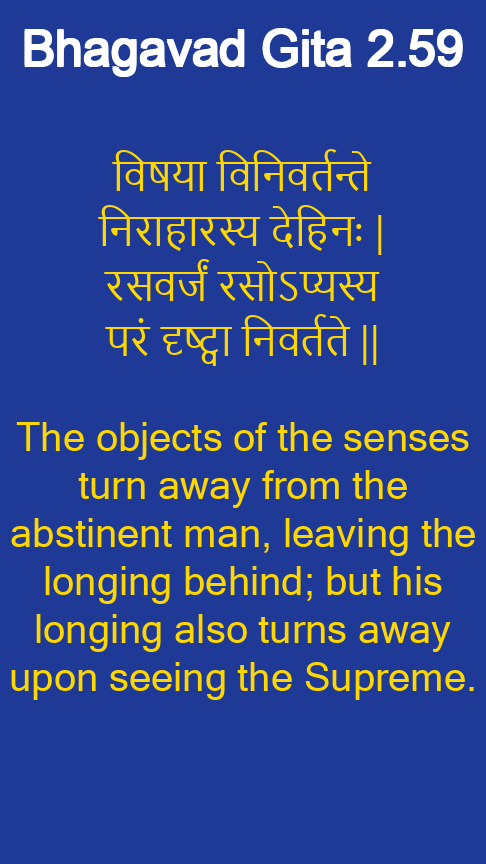 Bhagavad Gita 2.59
विषया विनिवर्तन्ते
निराहारस्य देहिनः |
रसवर्जं रसोऽप्यस्य
परं दृष्ट्वा निवर्तते ||
The objects of the senses
turn away from the
abstinent man, leaving the
longing behind; but his
longing also turns away
upon seeing the Supreme.